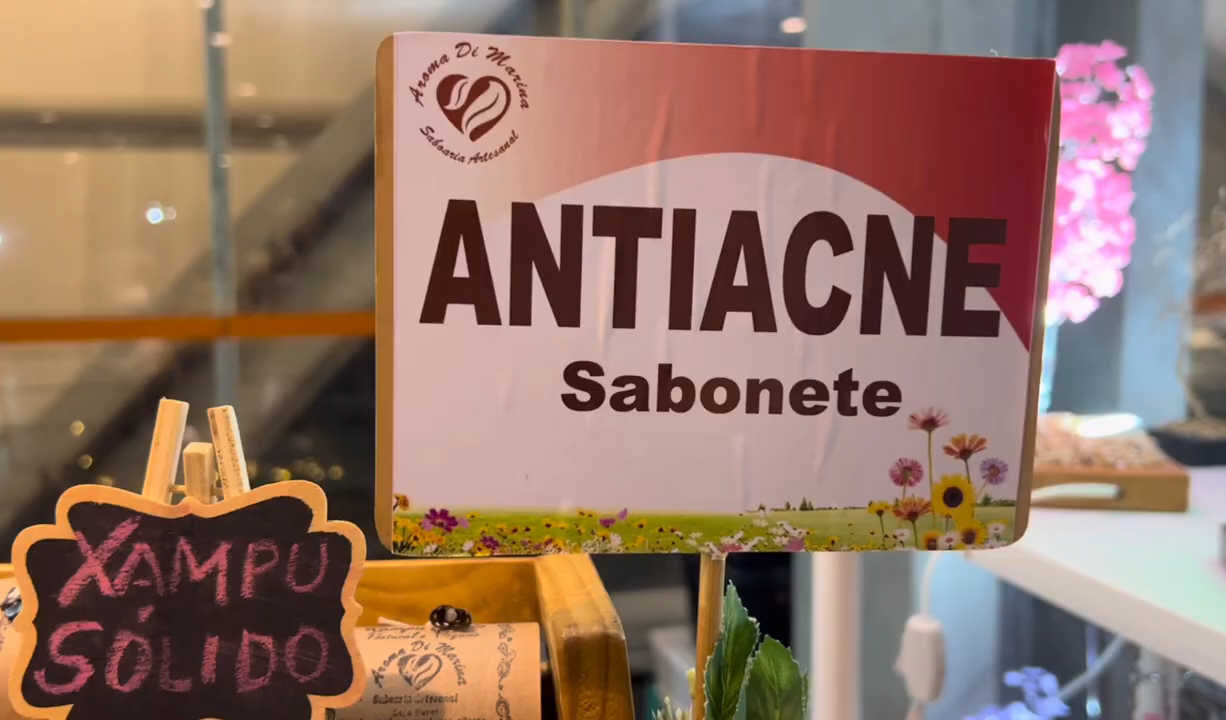 Aroma Di Marina
Saboaria Artesanal
ANTIACNE
Sabonete
XAMPU
SÓLIDO
Aroma Di Marina
Saboaria Artesanal